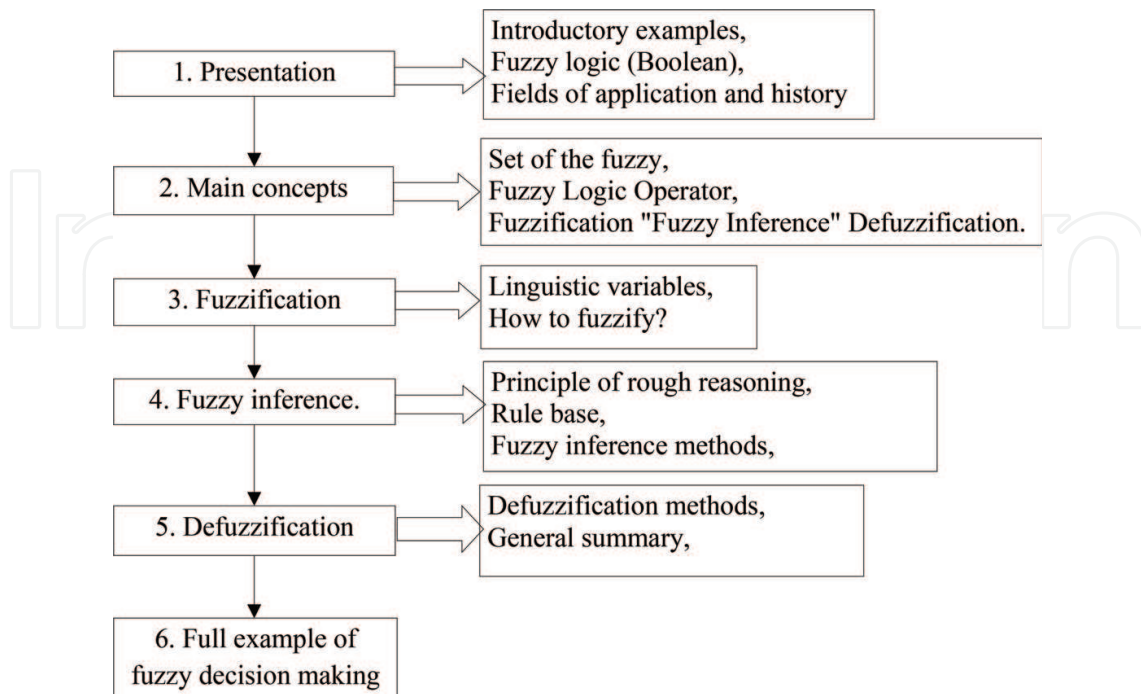 1. Presentation
Introductory examples,
Fuzzy logic (Boolean),
Fields of application and history
2. Main concepts
Set of the fuzzy,
Fuzzy Logic Operator,
Fuzzification "Fuzzy Inference" Defuzzification.
3. Fuzzification
Linguistic variables,
How to fuzzify?
4. Fuzzy inference.
Principle of rough reasoning,
Rule base,
Fuzzy inference methods,
5. Defuzzification
Defuzzification methods,
General summary,
6. Full example of
fuzzy decision making